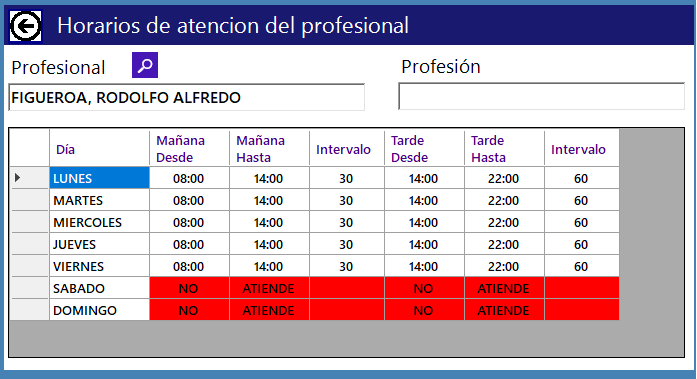 Horarios de atencion del profesional
Profesional
Profesión
FIGUEROA, RODOLFO ALFREDO
Día Mañana Desde Mañana Hasta Intervalo Tarde Desde Tarde Hasta Intervalo
LUNES 08:00 14:00 30 14:00 22:00 60
MARTES 08:00 14:00 30 14:00 22:00 60
MIERCOLES 08:00 14:00 30 14:00 22:00 60
JUEVES 08:00 14:00 30 14:00 22:00 60
VIERNES 08:00 14:00 30 14:00 22:00 60
SABADO NO ATIENDE NO ATIENDE
DOMINGO NO ATIENDE NO ATIENDE